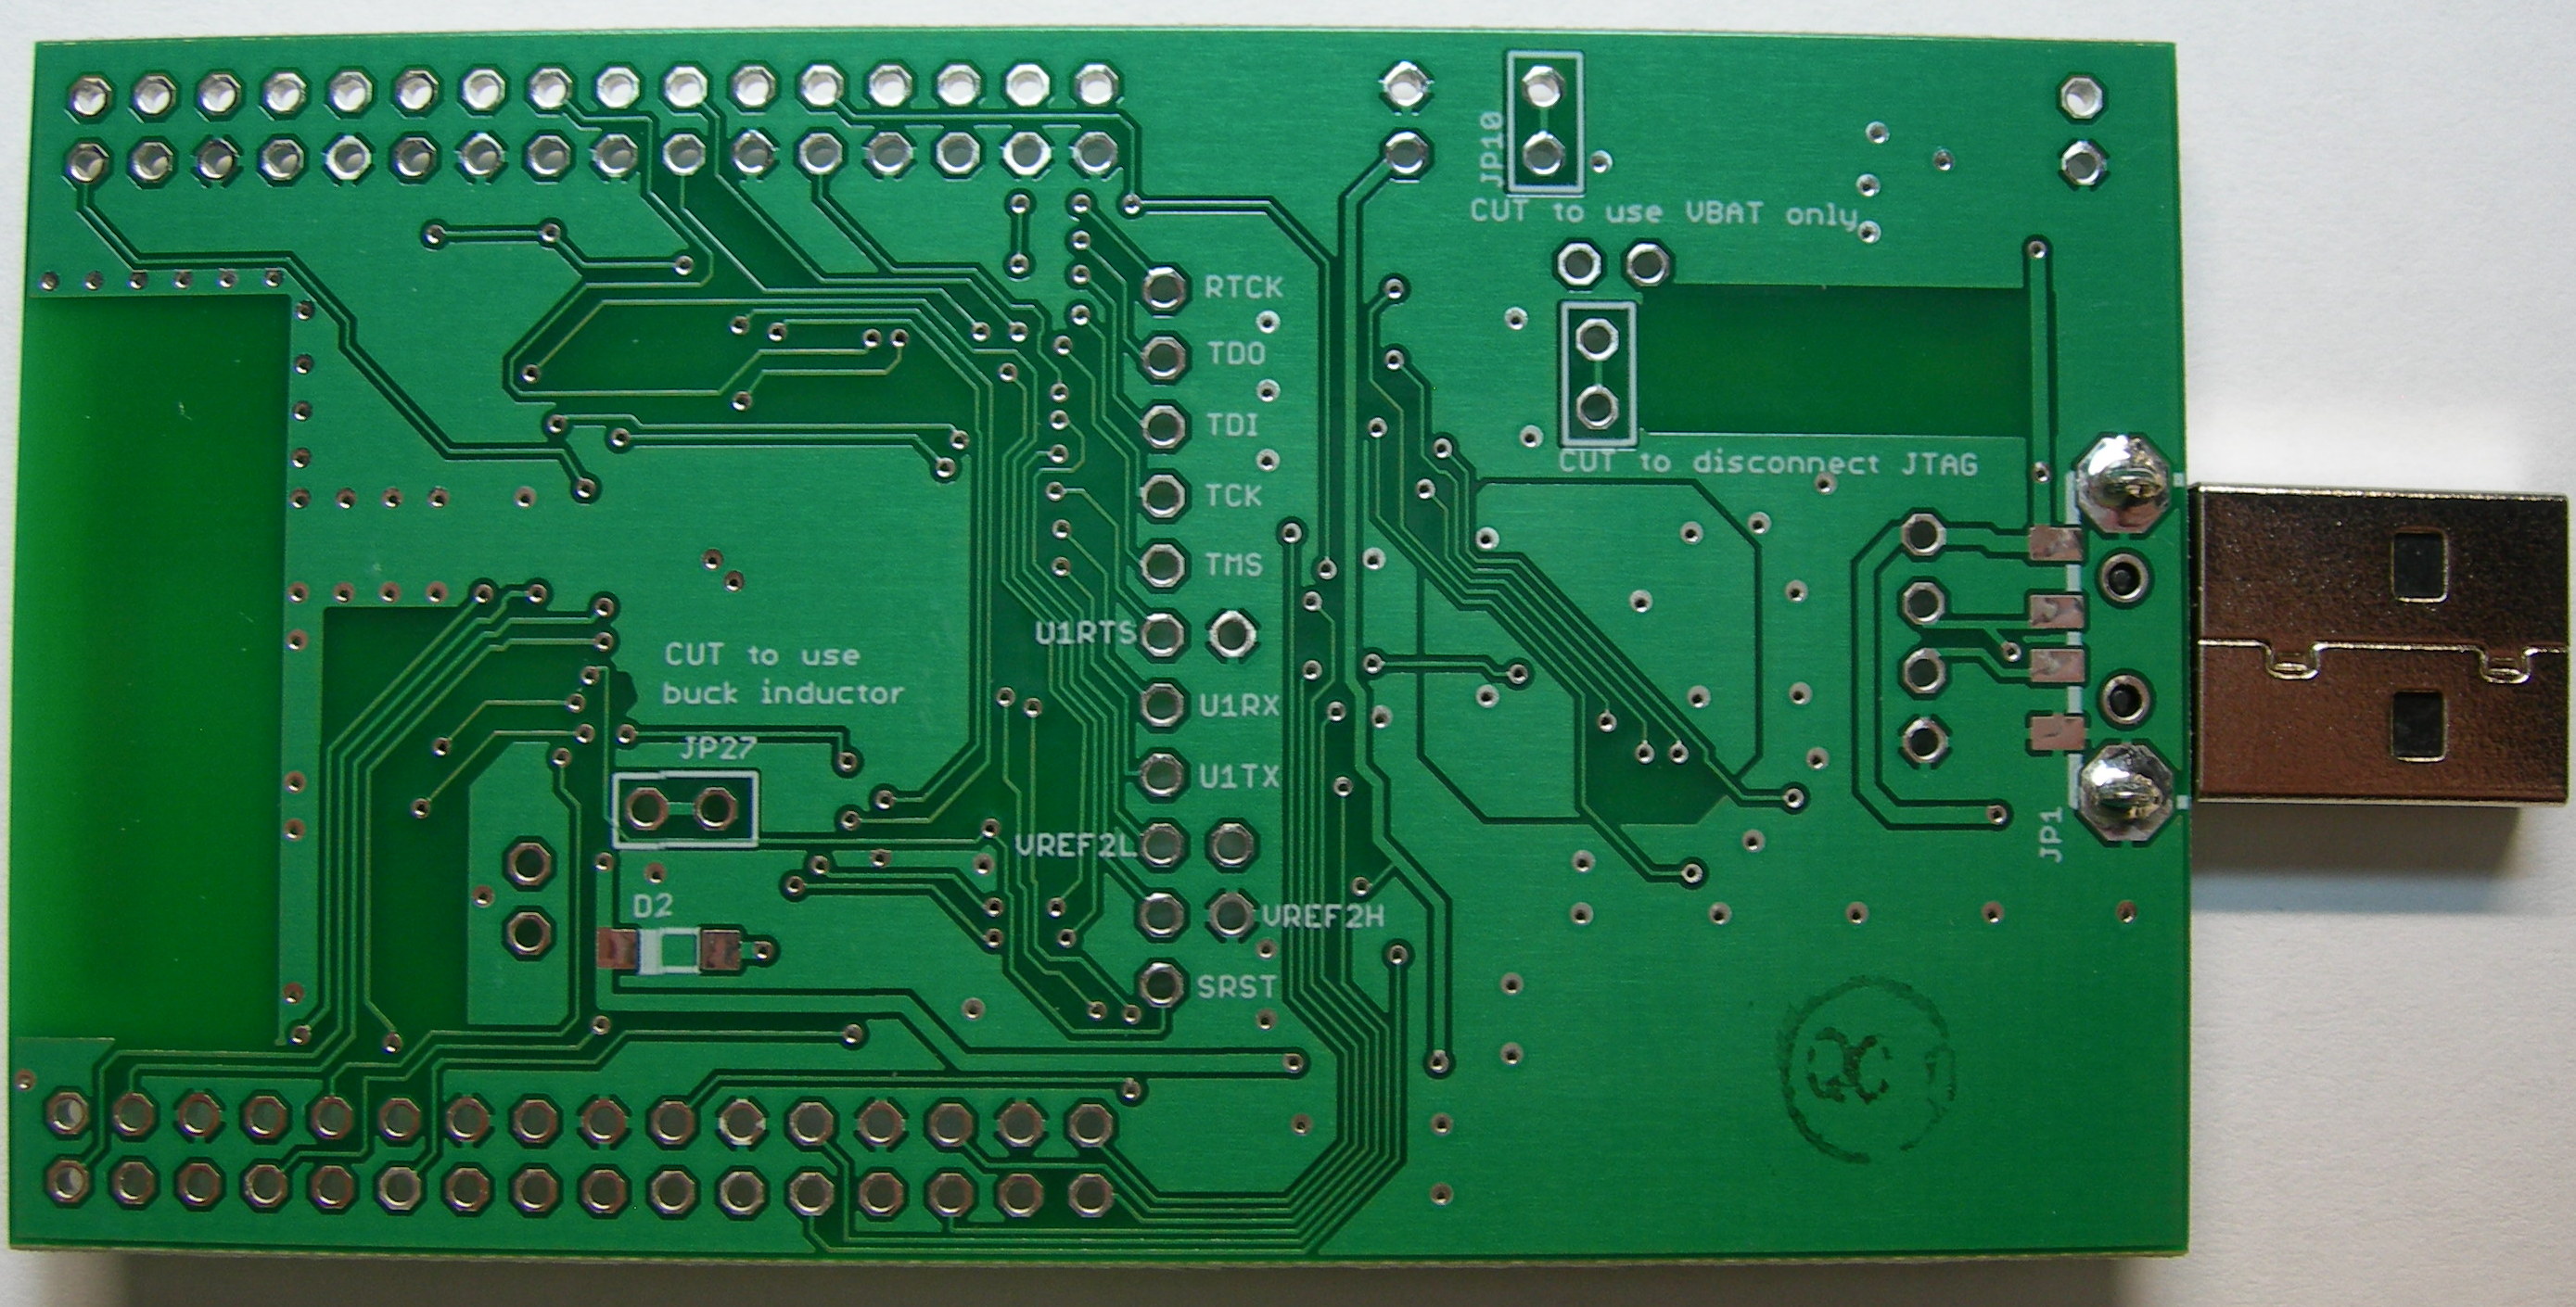 JP10
CUT to use VBAT only
RTCK
TDO
TDI
CUT to disconnect JTAG
TCK
TMS
U1RTS
CUT to use
buck inductor
U1RX
JP27
U1TX
JP1
VREF2L
D2
VREF2H
SRST
QC